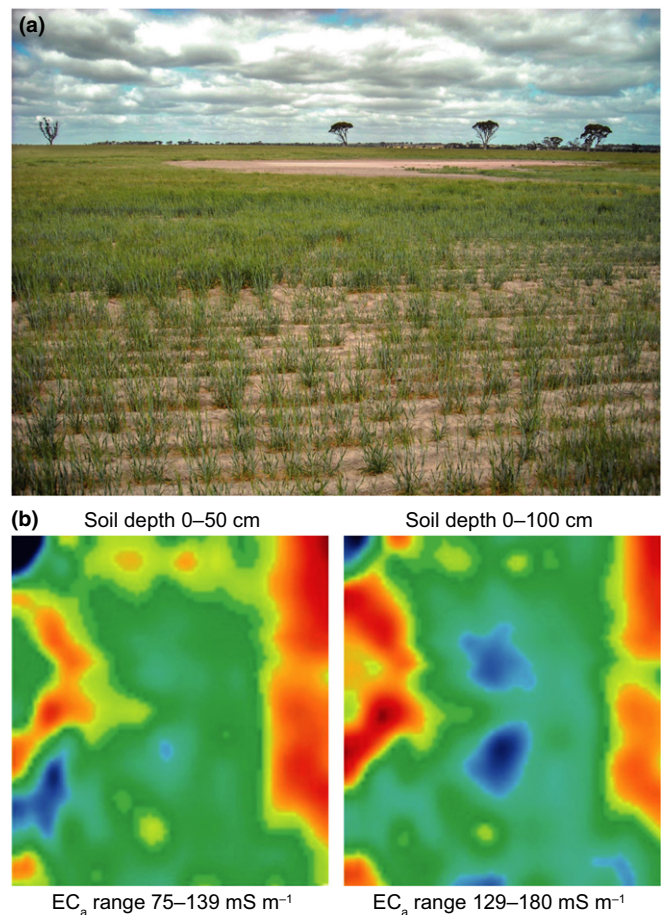 (a)
(b)
Soil depth 0–50 cm
Soil depth 0–100 cm
ECa range 75–139 mS m⁻¹
ECa range 129–180 mS m⁻¹